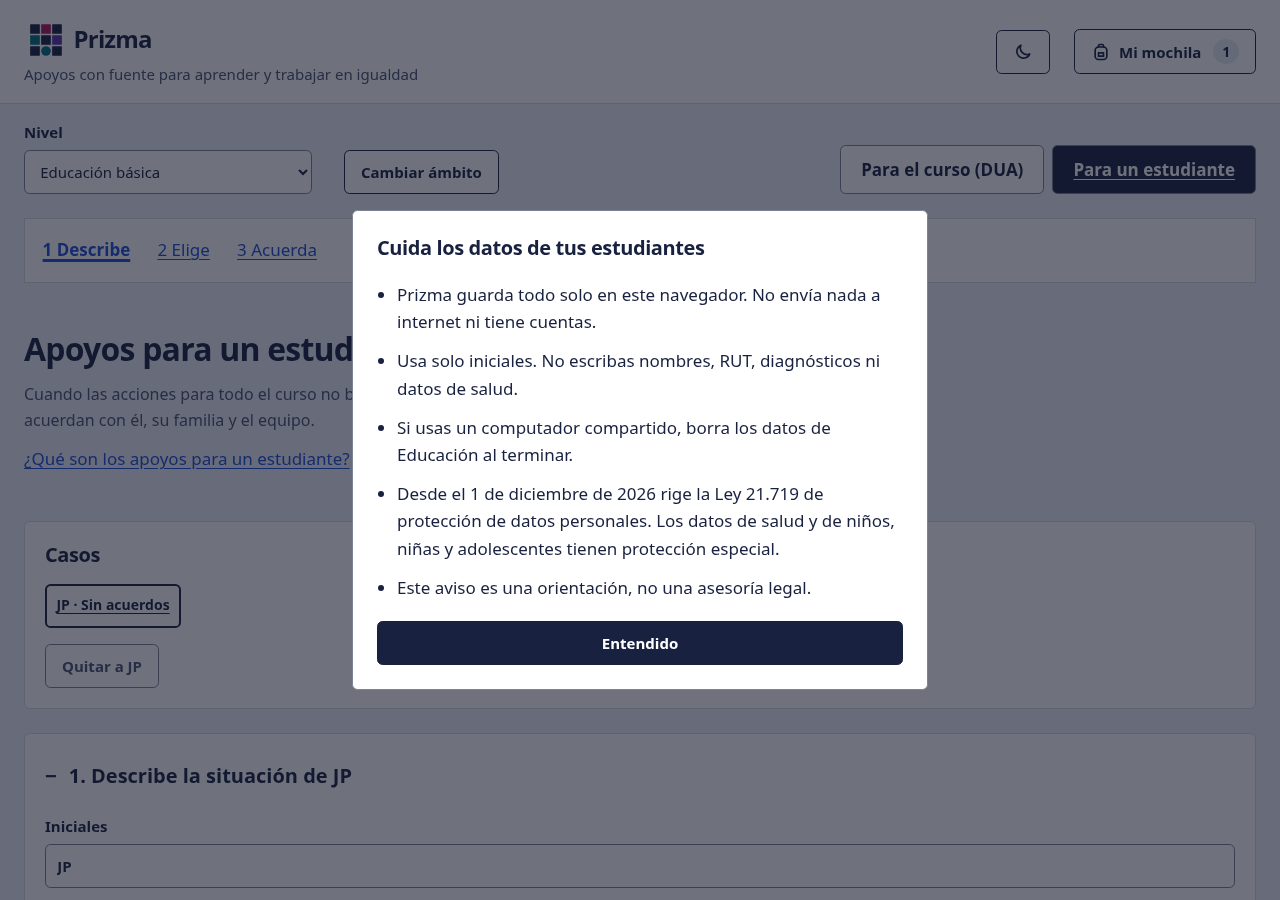 Prizma
Apoyos con fuente para aprender y trabajar en igualdad
Mi mochila 1
Nivel
Educación básica
Cambiar ámbito
Para el curso (DUA)
Para un estudiante
1 Describe
2 Elige
3 Acuerda
Apoyos para un estud
Cuando las acciones para todo el curso no b
acuerdan con él, su familia y el equipo.
¿Qué son los apoyos para un estudiante?
Cuida los datos de tus estudiantes
• Prizma guarda todo solo en este navegador. No envía nada a
internet ni tiene cuentas.
• Usa solo iniciales. No escribas nombres, RUT, diagnósticos ni
datos de salud.
• Si usas un computador compartido, borra los datos de
Educación al terminar.
• Desde el 1 de diciembre de 2026 rige la Ley 21.719 de
protección de datos personales. Los datos de salud y de niños,
niñas y adolescentes tienen protección especial.
• Este aviso es una orientación, no una asesoría legal.
Entendido
Casos
JP · Sin acuerdos
Quitar a JP
− 1. Describe la situación de JP
Iniciales
JP